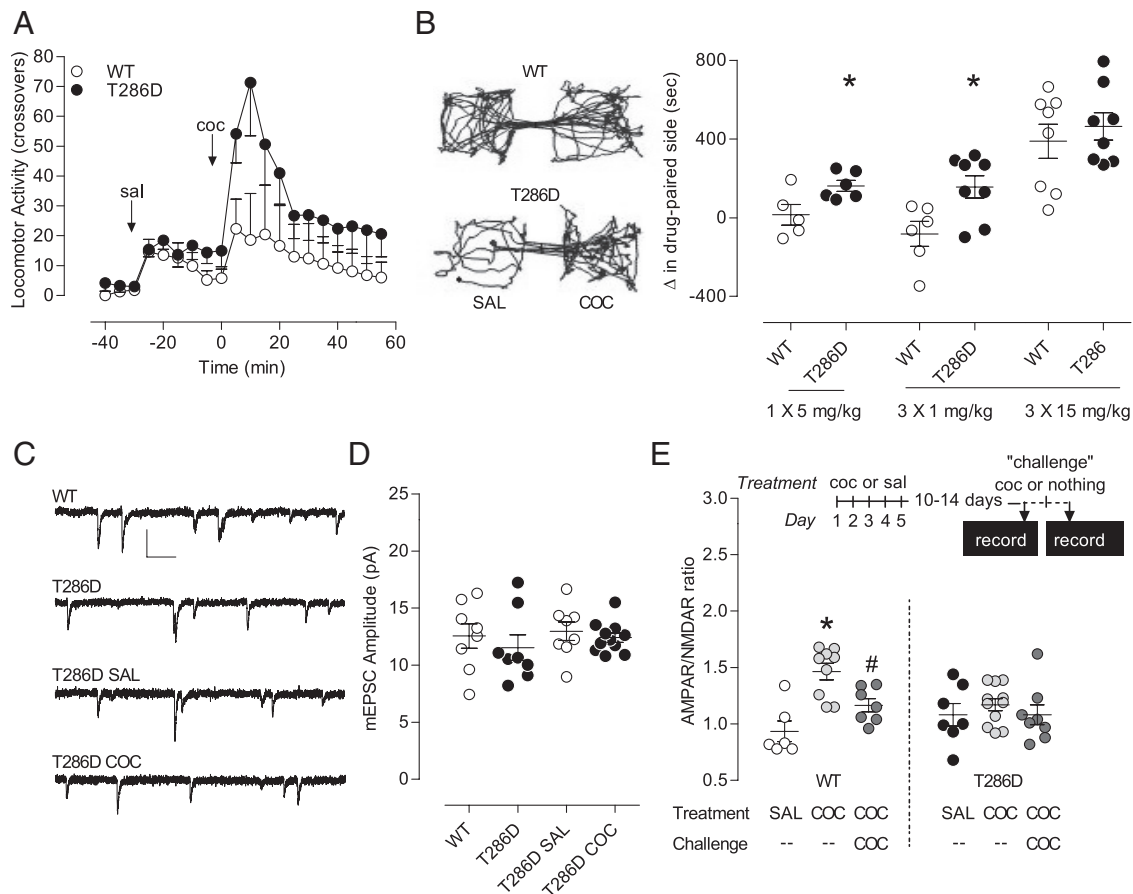 A
Locomotor Activity (crossovers)
80
70
60
50
40
30
20
10
0
WT
T286D
sal
coc
-40
-20
0
20
40
60
Time (min)
B
WT
T286D
SAL
COC
Δ in drug-paired side (sec)
800
400
0
-400
*
*
WT
T286D
WT
T286D
WT
T286
1 X 5 mg/kg
3 X 1 mg/kg
3 X 15 mg/kg
C
WT
T286D
T286D SAL
T286D COC
D
mEPSC Amplitude (pA)
25
20
15
10
5
0
WT
T286D
T286D SAL
T286D COC
E
AMPAR/NMDAR ratio
3.0
2.5
2.0
1.5
1.0
0.5
Treatment coc or sal
Day 1 2 3 4 5
10-14 days
"challenge"
coc or nothing
record
record
*
#
WT
T286D
Treatment SAL COC COC SAL COC COC
Challenge -- -- COC -- -- COC